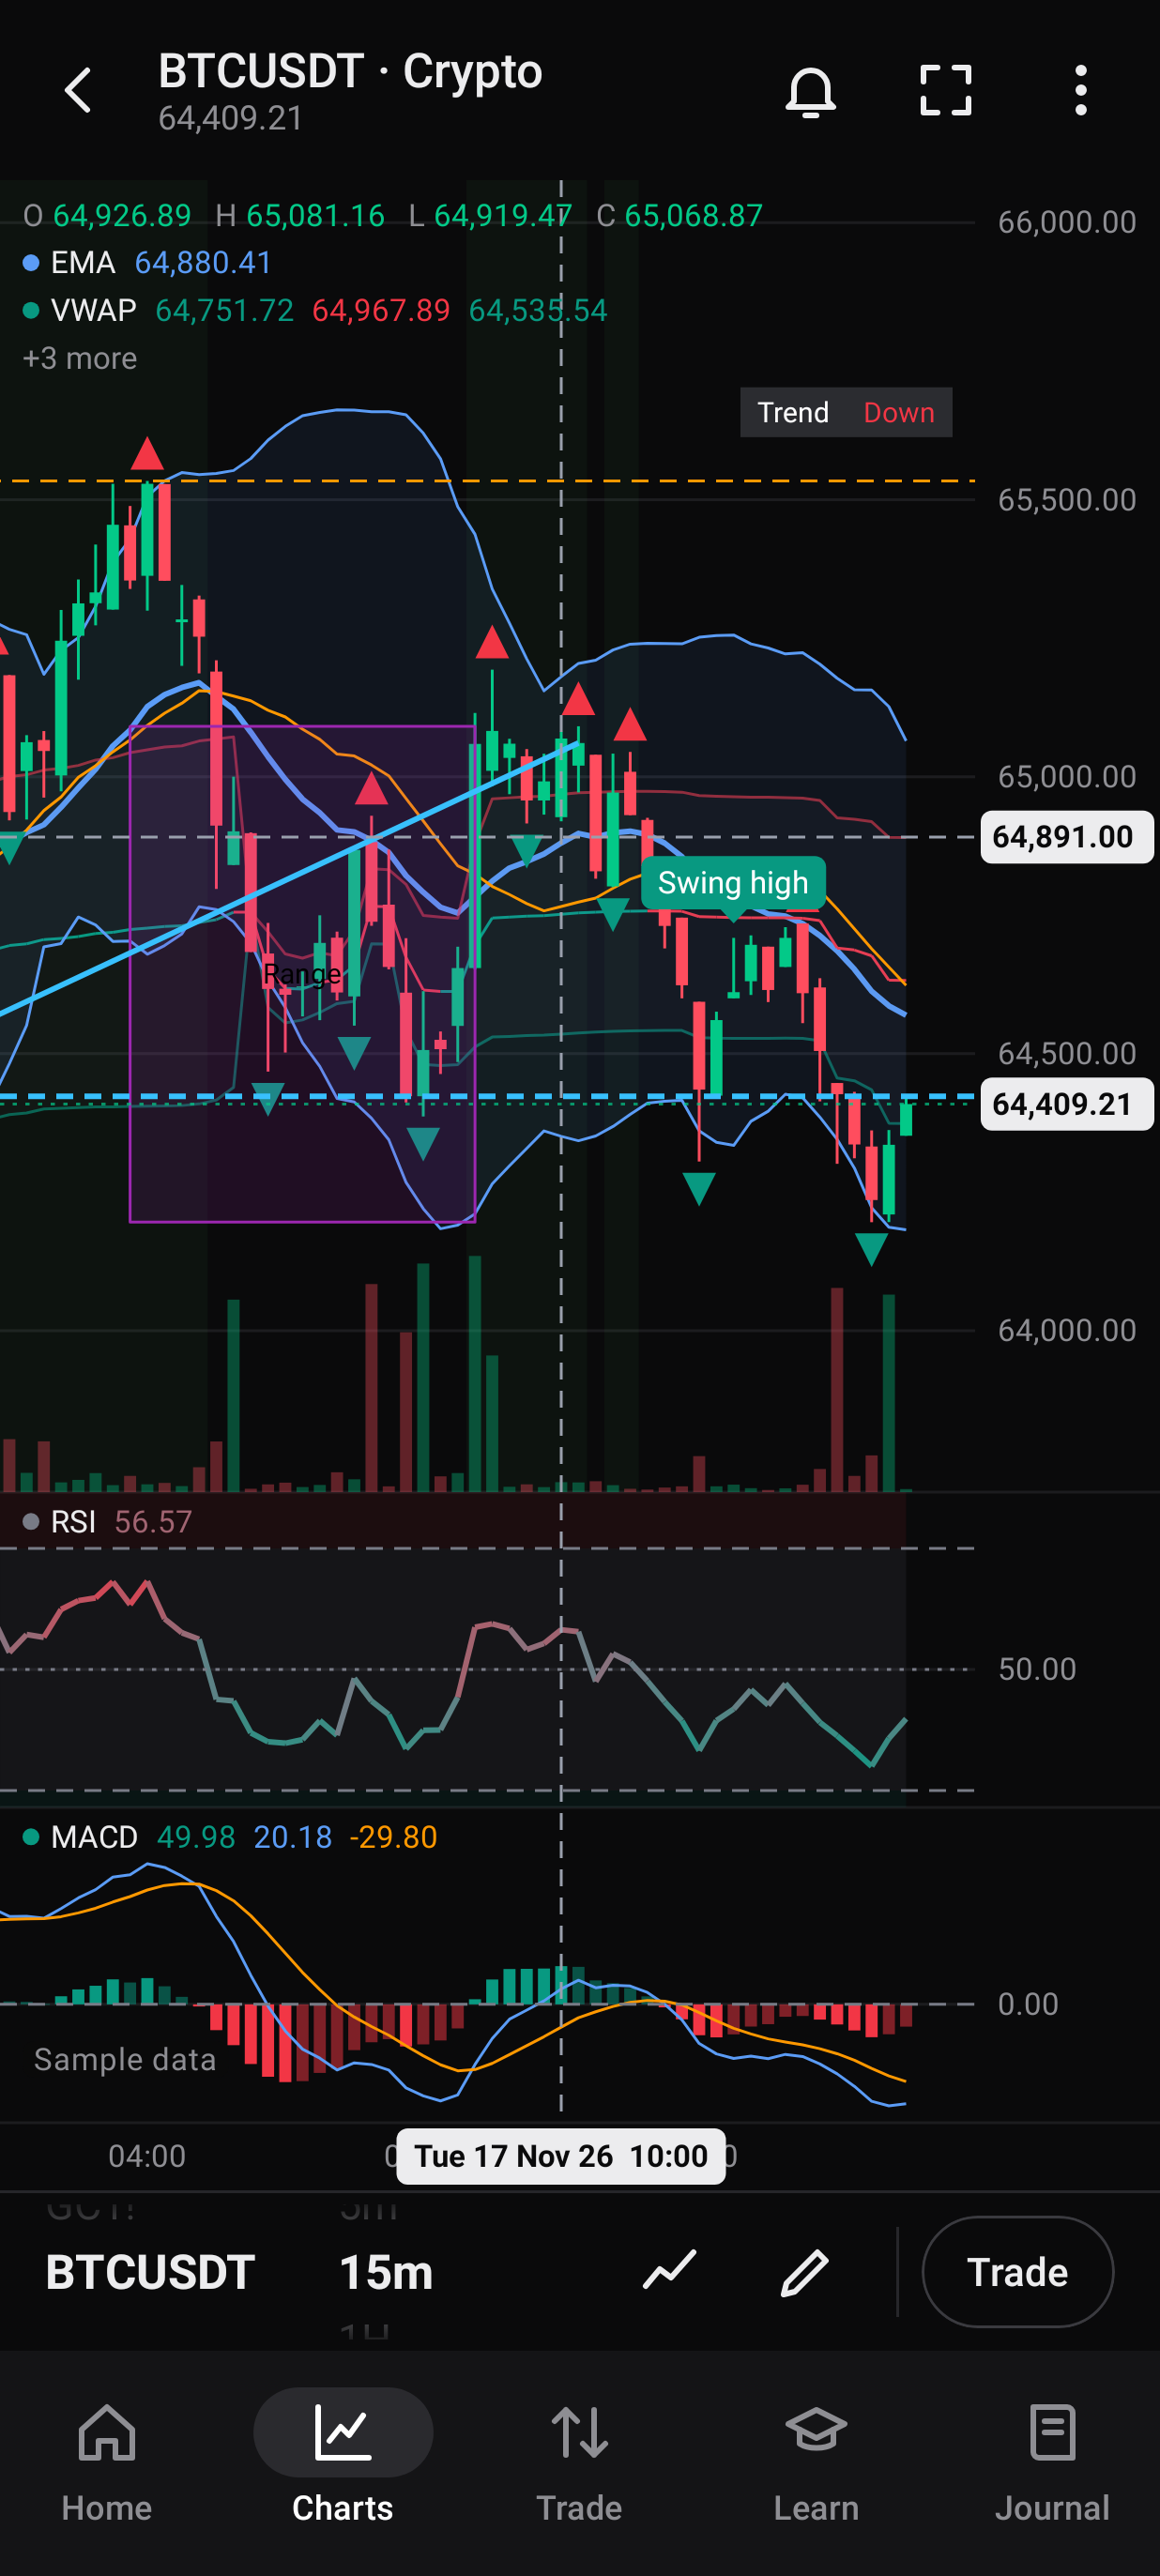 BTCUSDT · Crypto
64,409.21
O 64,926.89 H 65,081.16 L 64,919.47 C 65,068.87
66,000.00
EMA 64,880.41
VWAP 64,751.72 64,967.89 64,535.54
+3 more
Trend Down
65,500.00
65,000.00
64,891.00
Swing high
Range
64,500.00
64,409.21
64,000.00
RSI 56.57
50.00
MACD 49.98 20.18 -29.80
0.00
Sample data
04:00
Tue 17 Nov 26 10:00
BTCUSDT 15m
Trade
Home Charts Trade Learn Journal